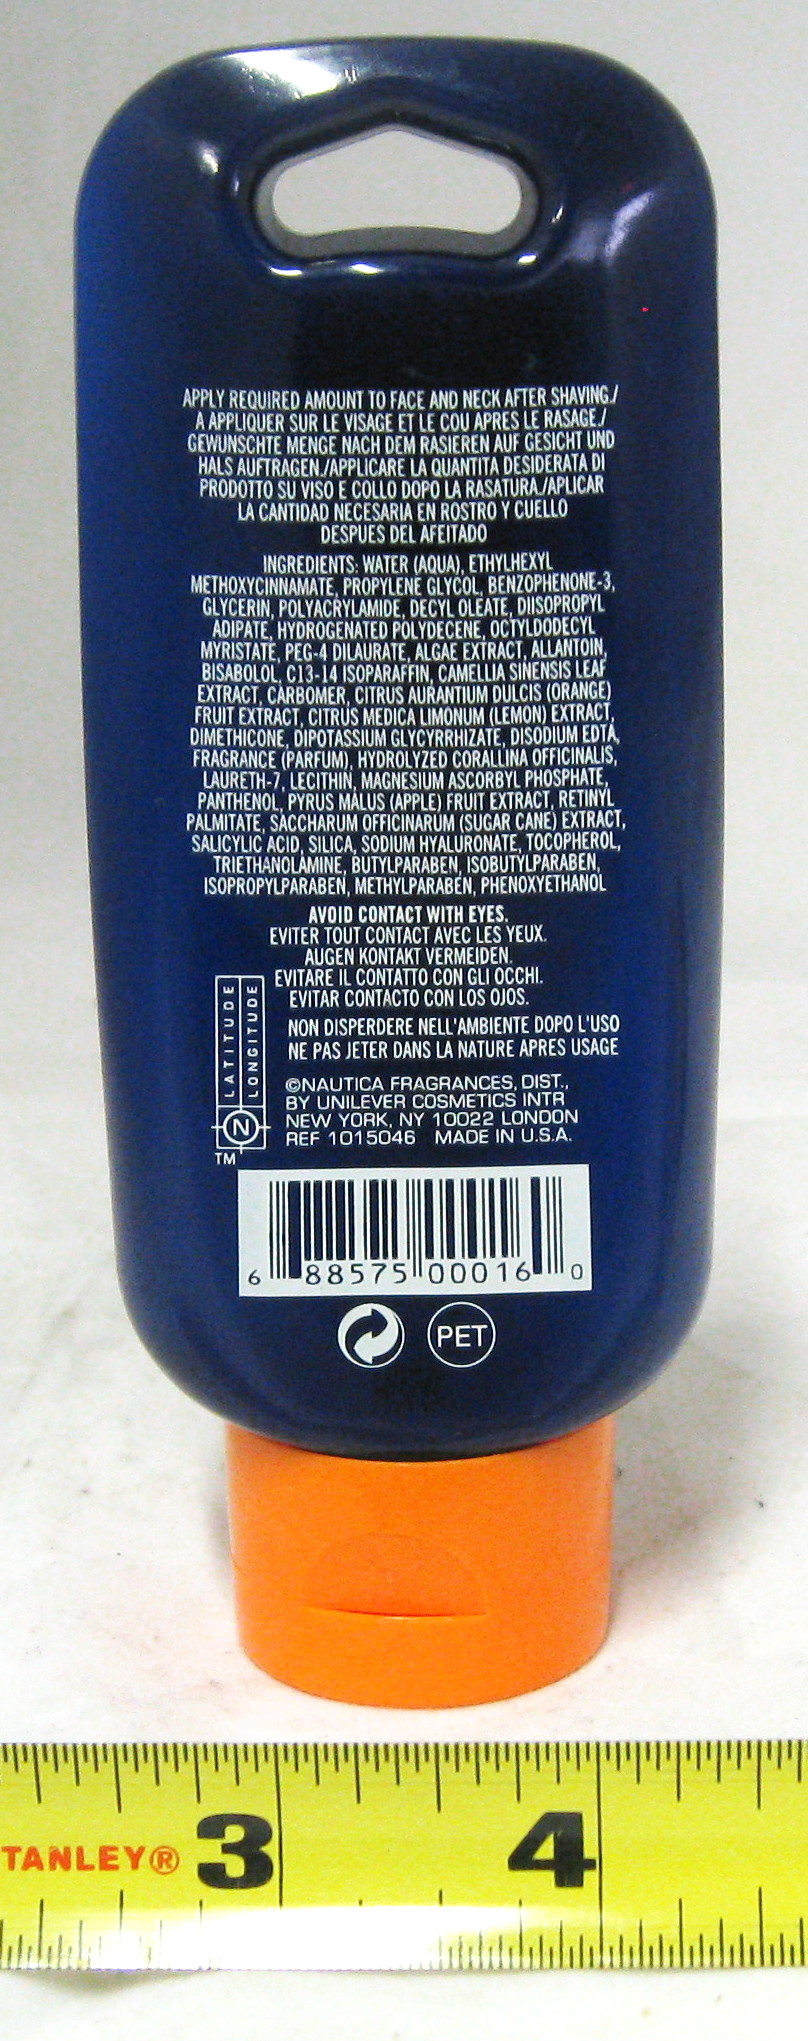 APPLY REQUIRED AMOUNT TO FACE AND NECK AFTER SHAVING./
A APPLIQUER SUR LE VISAGE ET LE COU APRES LE RASAGE./
GEWUNSCHTE MENGE NACH DEM RASIEREN AUF GESICHT UND
HALS AUFTRAGEN./APPLICARE LA QUANTITA DESIDERATA DI
PRODOTTO SU VISO E COLLO DOPO LA RASATURA./APLICAR
LA CANTIDAD NECESARIA EN ROSTRO Y CUELLO
DESPUES DEL AFEITADO
INGREDIENTS: WATER (AQUA), ETHYLHEXYL
METHOXYCINNAMATE, PROPYLENE GLYCOL, BENZOPHENONE-3,
GLYCERIN, POLYACRYLAMIDE, DECYL OLEATE, DIISOPROPYL
ADIPATE, HYDROGENATED POLYDECENE, OCTYLDODECYL
MYRISTATE, PEG-4 DILAURATE, ALGAE EXTRACT, ALLANTOIN,
BISABOLOL, C13-14 ISOPARAFFIN, CAMELLIA SINENSIS LEAF
EXTRACT, CARBOMER, CITRUS AURANTIUM DULCIS (ORANGE)
FRUIT EXTRACT, CITRUS MEDICA LIMONUM (LEMON) EXTRACT,
DIMETHICONE, DIPOTASSIUM GLYCYRRHIZATE, DISODIUM EDTA,
FRAGRANCE (PARFUM), HYDROLYZED CORALLINA OFFICINALIS,
LAURETH-7, LECITHIN, MAGNESIUM ASCORBYL PHOSPHATE,
PANTHENOL, PYRUS MALUS (APPLE) FRUIT EXTRACT, RETINYL
PALMITATE, SACCHARUM OFFICINARUM (SUGAR CANE) EXTRACT,
SALICYLIC ACID, SILICA, SODIUM HYALURONATE, TOCOPHEROL,
TRIETHANOLAMINE, BUTYLPARABEN, ISOBUTYLPARABEN,
ISOPROPYLPARABEN, METHYLPARABEN, PHENOXYETHANOL
AVOID CONTACT WITH EYES.
EVITER TOUT CONTACT AVEC LES YEUX.
AUGEN KONTAKT VERMEIDEN.
EVITARE IL CONTATTO CON GLI OCCHI.
EVITAR CONTACTO CON LOS OJOS.
NON DISPERDERE NELL'AMBIENTE DOPO L'USO
NE PAS JETER DANS LA NATURE APRES USAGE
LATITUDE
LONGITUDE
N
TM
©NAUTICA FRAGRANCES, DIST.,
BY UNILEVER COSMETICS INTR
NEW YORK, NY 10022 LONDON
REF 1015046 MADE IN U.S.A.
6 88575 00016 0
PET
TANLEY® 3 4